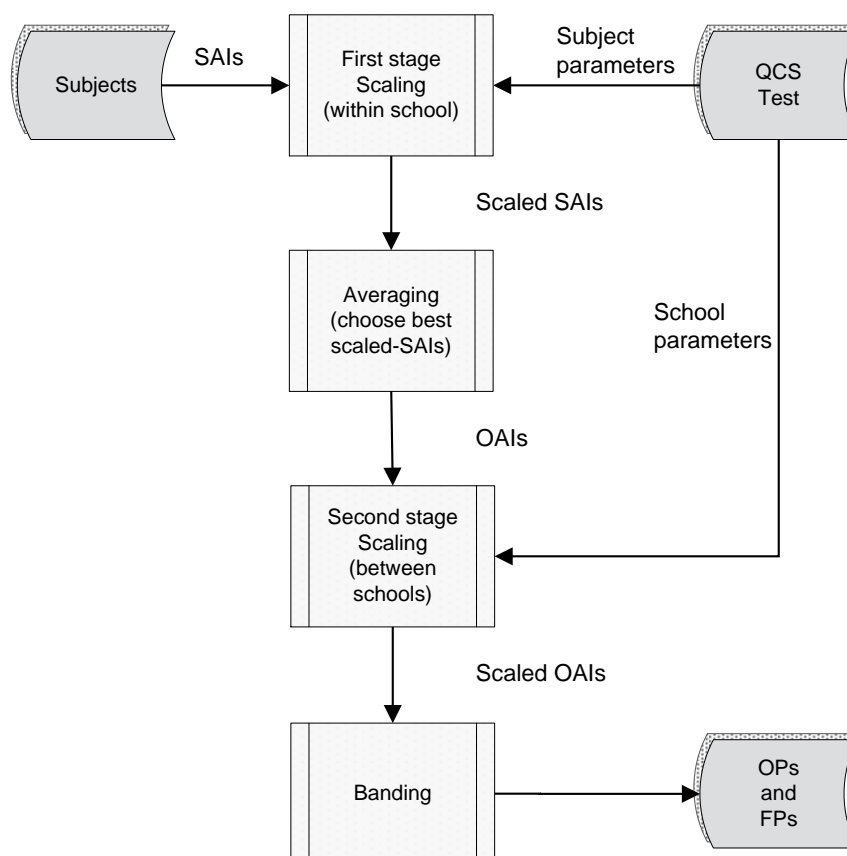 Subjects
SAIs
First stage
Scaling
(within school)
Subject
parameters
QCS
Test
Scaled SAIs
Averaging
(choose best
scaled-SAIs)
School
parameters
OAIs
Second stage
Scaling
(between
schools)
Scaled OAIs
Banding
OPs
and
FPs